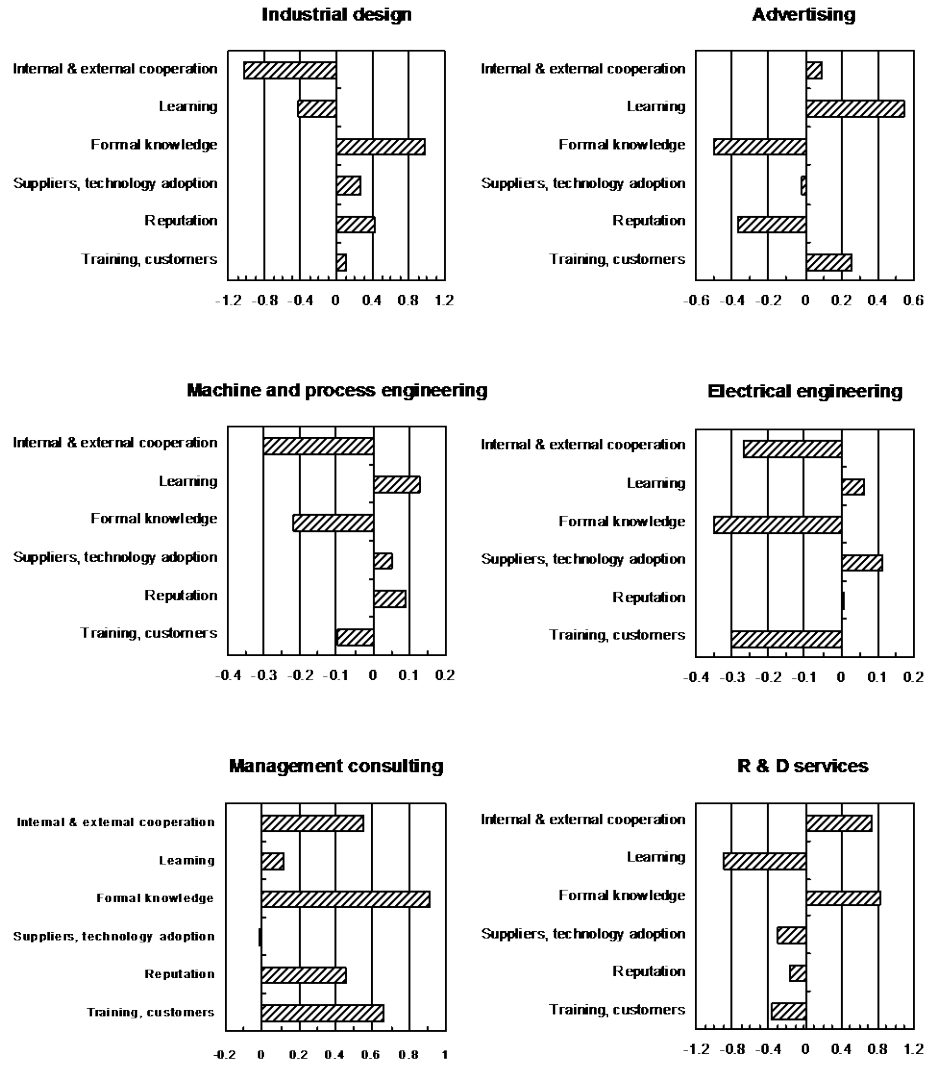 Industrial design
Internal & external cooperation
Learning
Formal knowledge
Suppliers, technology adoption
Reputation
Training, customers
-1.2 -0.8 -0.4 0 0.4 0.8 1.2
Advertising
Internal & external cooperation
Learning
Formal knowledge
Suppliers, technology adoption
Reputation
Training, customers
-0.6 -0.4 -0.2 0 0.2 0.4 0.6
Machine and process engineering
Internal & external cooperation
Learning
Formal knowledge
Suppliers, technology adoption
Reputation
Training, customers
-0.4 -0.3 -0.2 -0.1 0 0.1 0.2
Electrical engineering
Internal & external cooperation
Learning
Formal knowledge
Suppliers, technology adoption
Reputation
Training, customers
-0.4 -0.3 -0.2 -0.1 0 0.1 0.2
Management consulting
Internal & external cooperation
Learning
Formal knowledge
Suppliers, technology adoption
Reputation
Training, customers
-0.2 0 0.2 0.4 0.6 0.8 1
R & D services
Internal & external cooperation
Learning
Formal knowledge
Suppliers, technology adoption
Reputation
Training, customers
-1.2 -0.8 -0.4 0 0.4 0.8 1.2